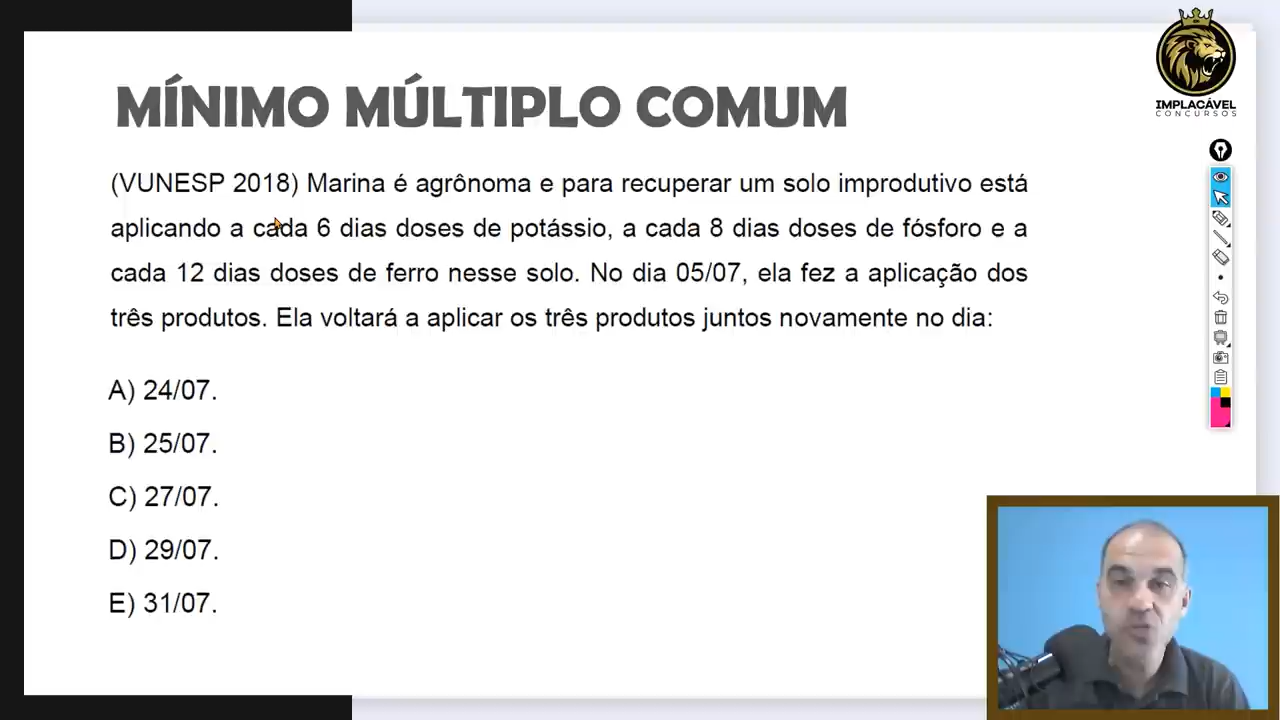 IMPLACÁVEL
CONCURSOS
MÍNIMO MÚLTIPLO COMUM
(VUNESP 2018) Marina é agrônoma e para recuperar um solo improdutivo está
aplicando a cada 6 dias doses de potássio, a cada 8 dias doses de fósforo e a
cada 12 dias doses de ferro nesse solo. No dia 05/07, ela fez a aplicação dos
três produtos. Ela voltará a aplicar os três produtos juntos novamente no dia:
A) 24/07.
B) 25/07.
C) 27/07.
D) 29/07.
E) 31/07.